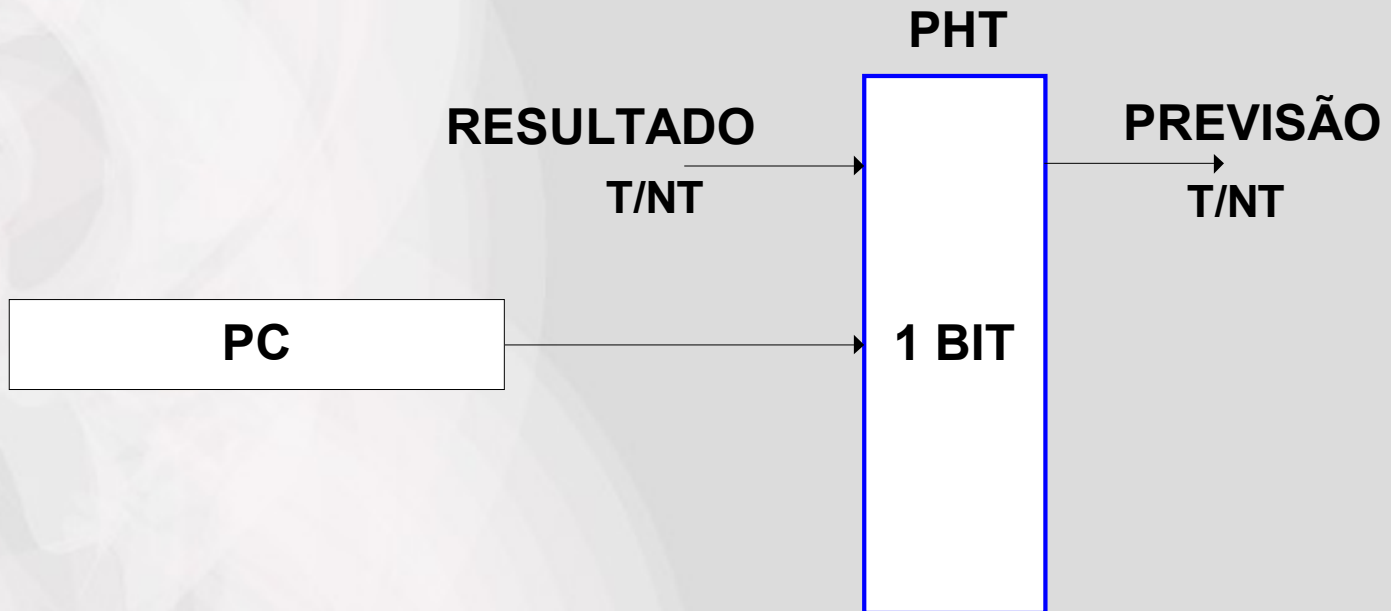 PHT
RESULTADO
T/NT
PREVISÃO
T/NT
PC
1 BIT